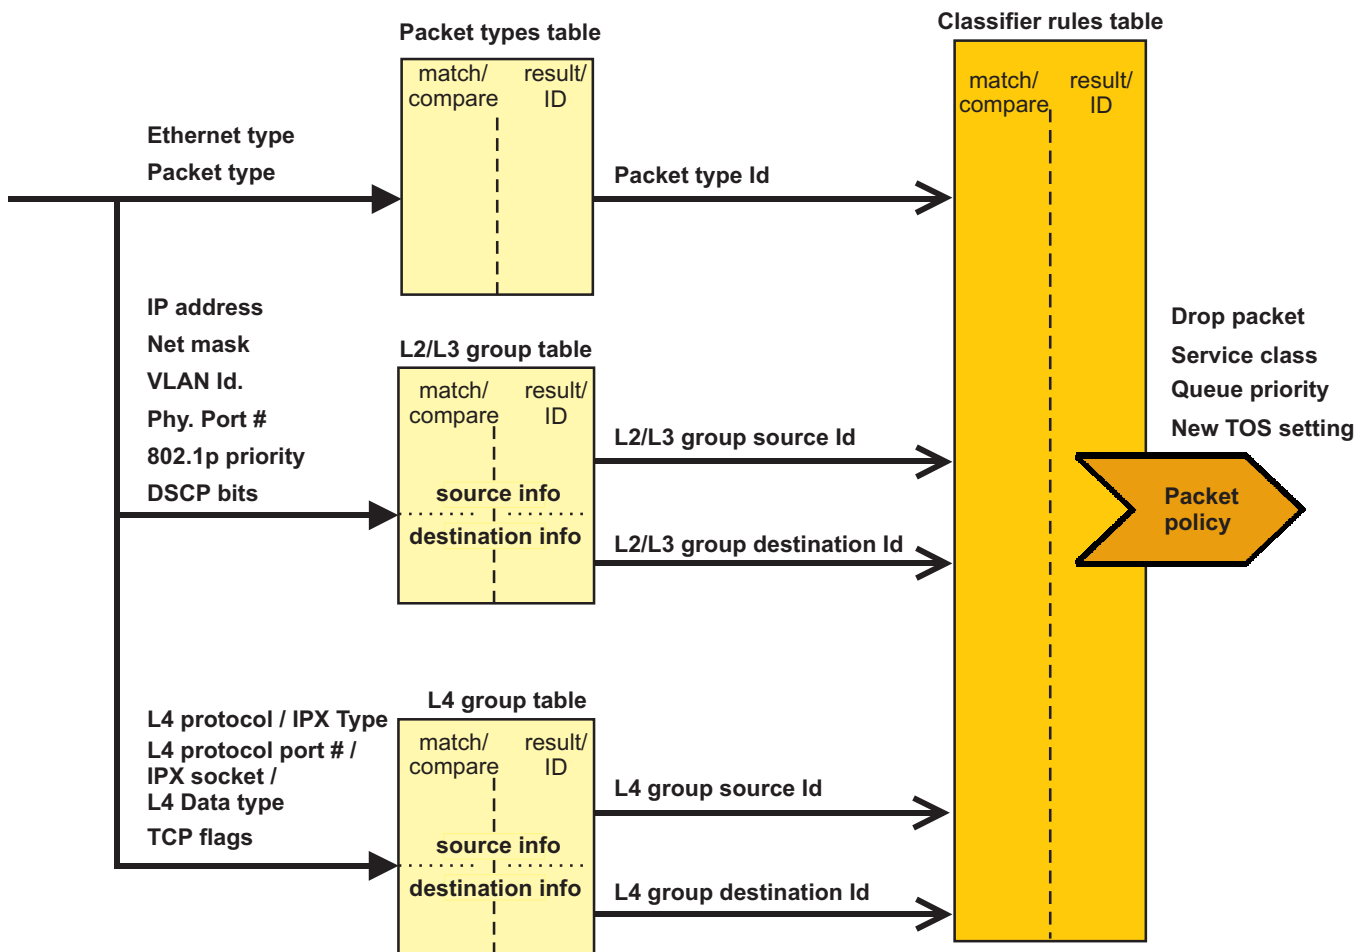 Packet types table
match/ result/
compare ID
Ethernet type
Packet type
Packet type Id
IP address
Net mask
VLAN Id.
Phy. Port #
802.1p priority
DSCP bits
L2/L3 group table
match/ result/
compare ID
source info
destination info
L2/L3 group source Id
L2/L3 group destination Id
L4 protocol / IPX Type
L4 protocol port # /
IPX socket /
L4 Data type
TCP flags
L4 group table
match/ result/
compare ID
source info
destination info
L4 group source Id
L4 group destination Id
Classifier rules table
match/ result/
compare ID
Drop packet
Service class
Queue priority
New TOS setting
Packet
policy